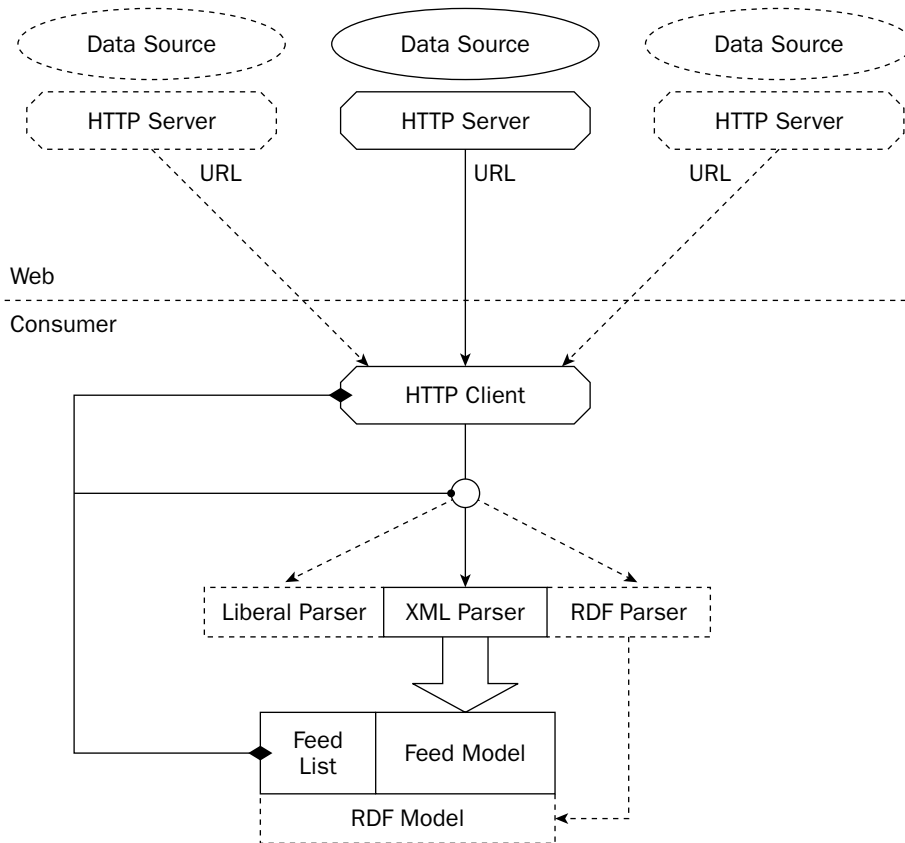 Data Source
Data Source
Data Source
HTTP Server
HTTP Server
HTTP Server
URL
URL
URL
Web
Consumer
HTTP Client
Liberal Parser
XML Parser
RDF Parser
Feed
List
Feed Model
RDF Model